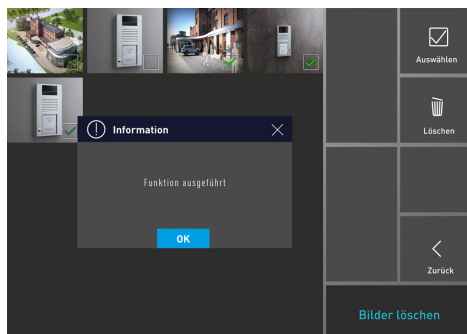 Auswählen
Information
Löschen
Funktion ausgeführt
OK
Zurück
Bilder löschen